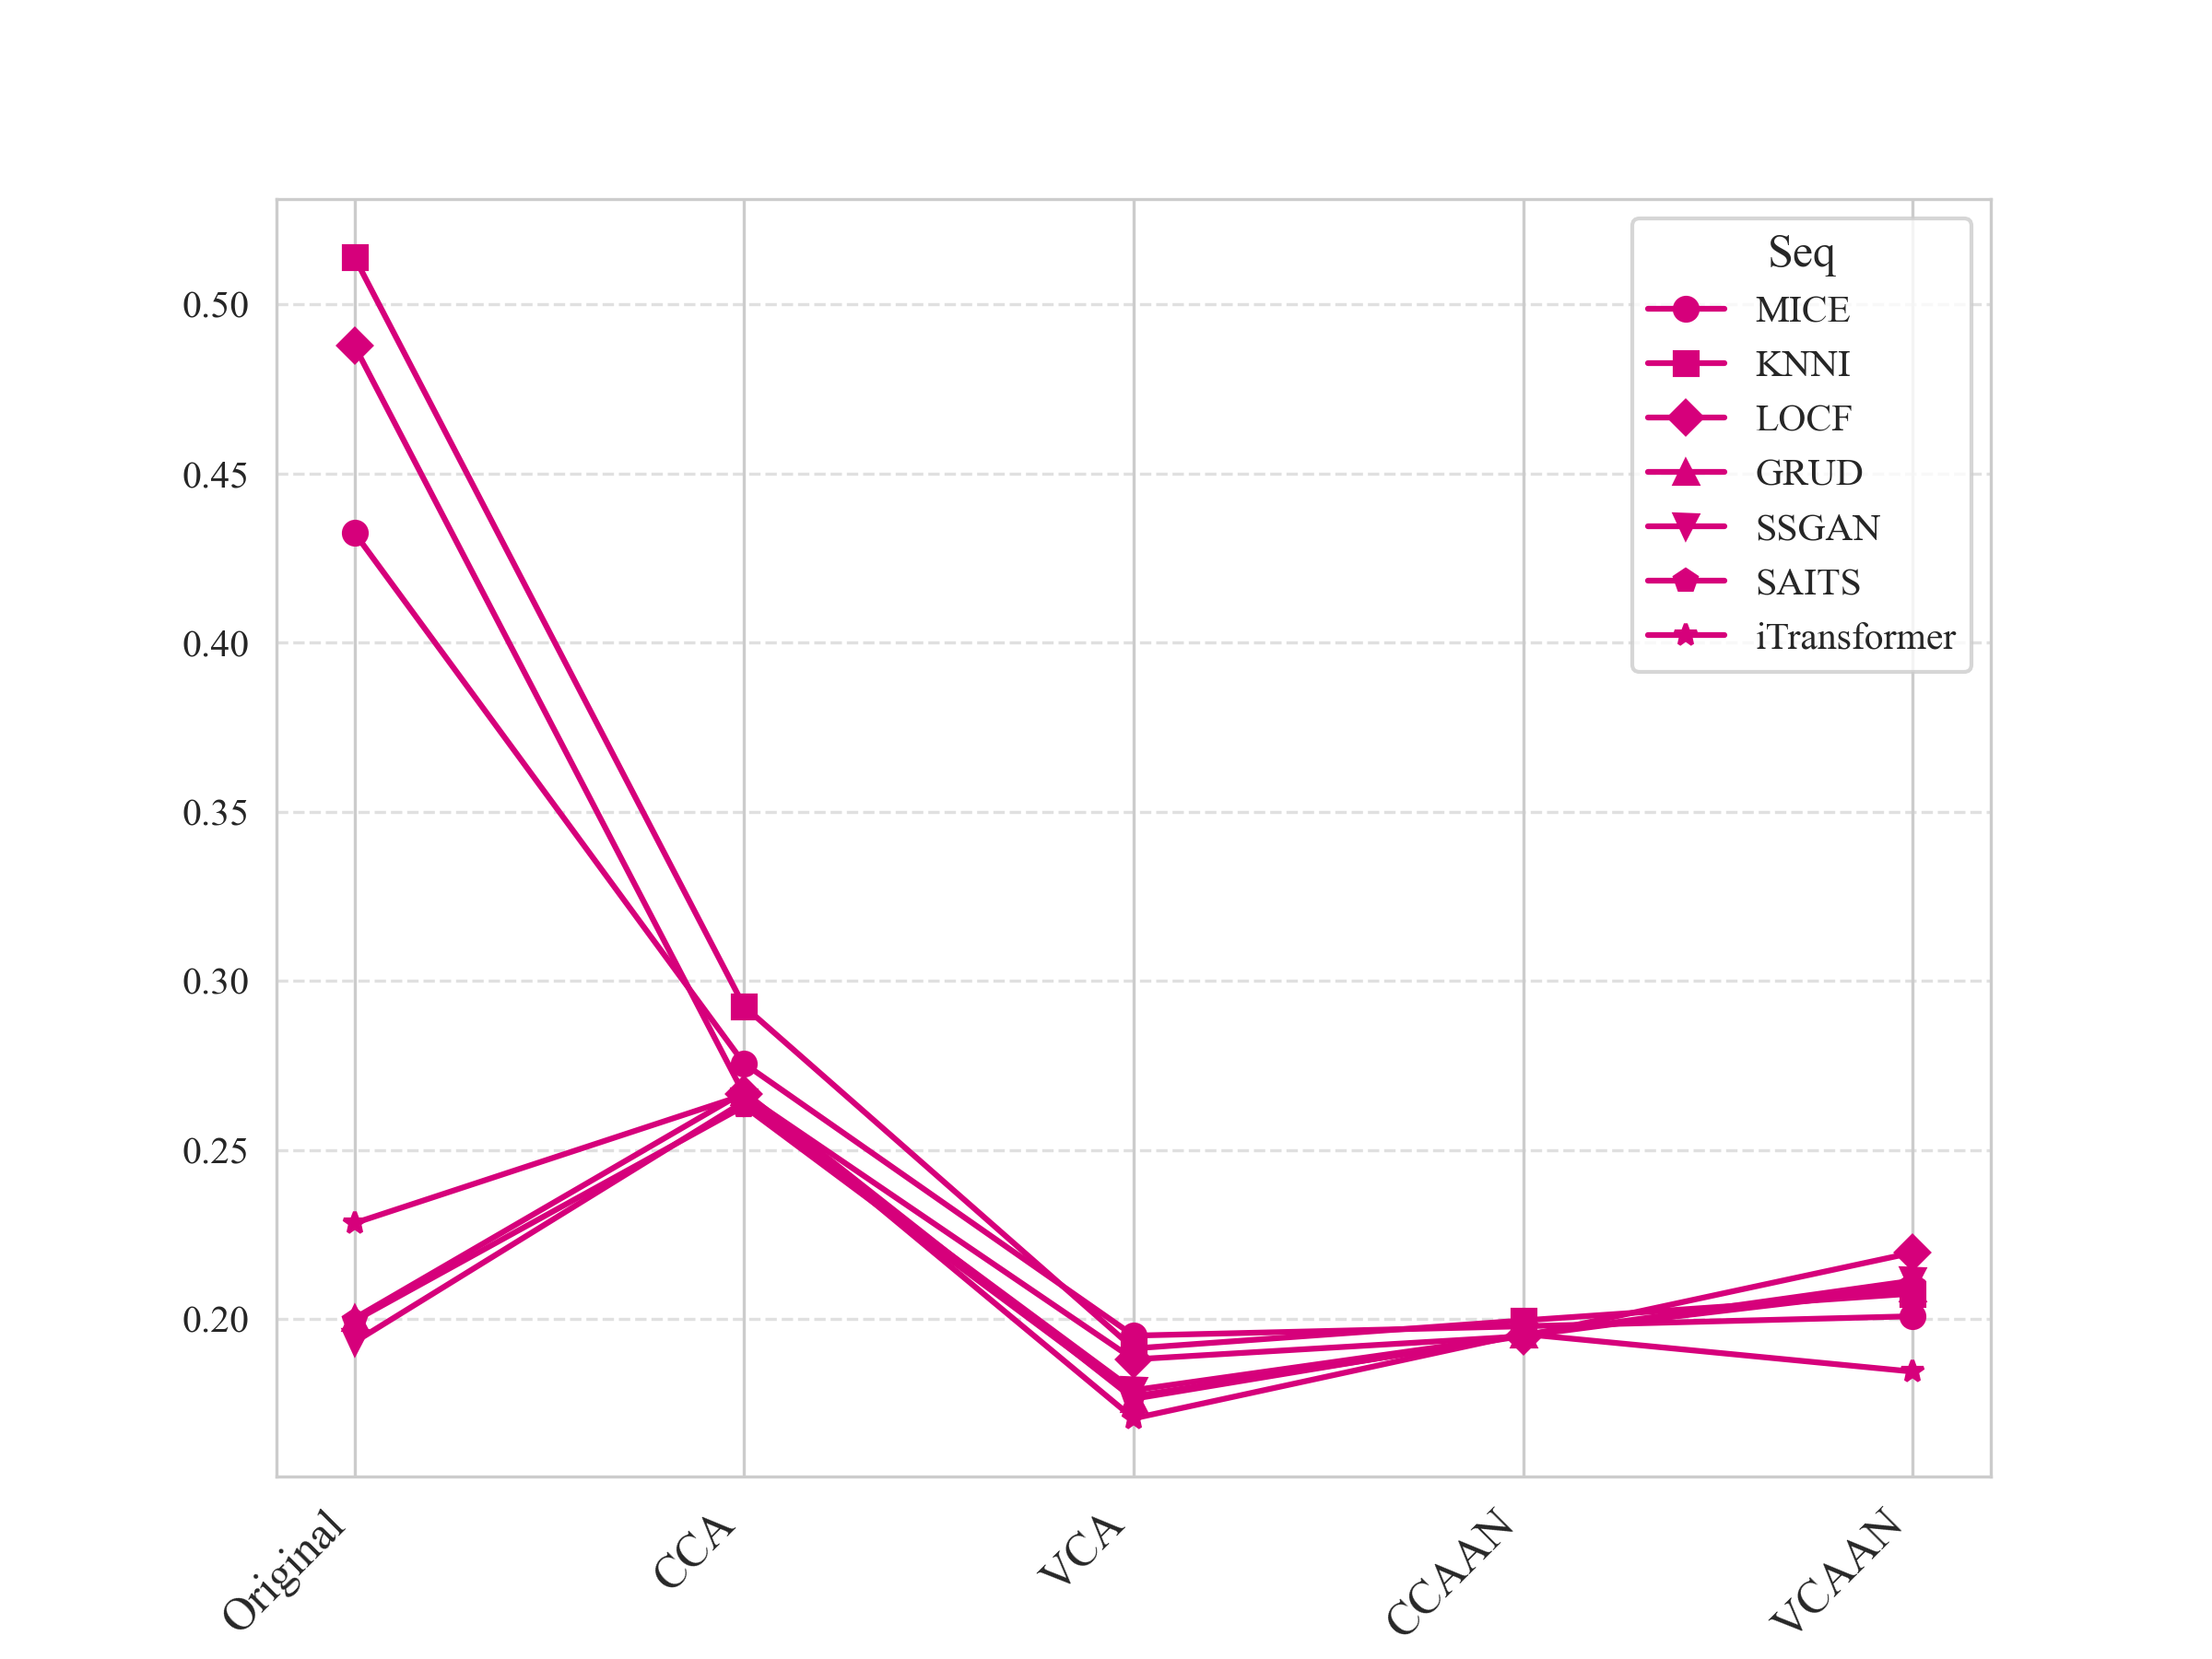 Seq
MICE
KNNI
LOCF
GRUD
SSGAN
SAITS
iTransformer
0.50
0.45
0.40
0.35
0.30
0.25
0.20
Original
CCA
VCA
CCAAN
VCAAN